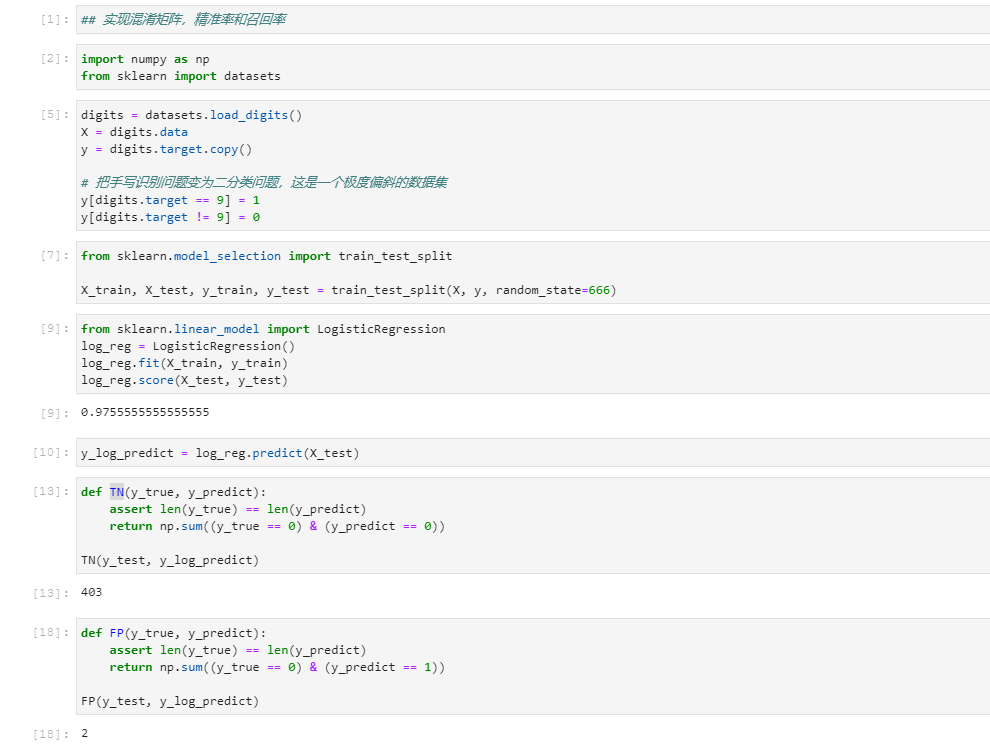 [1]: ## 实现混淆矩阵，精准率和召回率
[2]: import numpy as np
from sklearn import datasets
[5]: digits = datasets.load_digits()
X = digits.data
y = digits.target.copy()
# 把手写识别问题变为二分类问题，这是一个极度偏斜的数据集
y[digits.target == 9] = 1
y[digits.target != 9] = 0
[7]: from sklearn.model_selection import train_test_split
X_train, X_test, y_train, y_test = train_test_split(X, y, random_state=666)
[9]: from sklearn.linear_model import LogisticRegression
log_reg = LogisticRegression()
log_reg.fit(X_train, y_train)
log_reg.score(X_test, y_test)
[9]: 0.9755555555555555
[10]: y_log_predict = log_reg.predict(X_test)
[13]: def TN(y_true, y_predict):
    assert len(y_true) == len(y_predict)
    return np.sum((y_true == 0) & (y_predict == 0))
TN(y_test, y_log_predict)
[13]: 403
[18]: def FP(y_true, y_predict):
    assert len(y_true) == len(y_predict)
    return np.sum((y_true == 0) & (y_predict == 1))
FP(y_test, y_log_predict)
[18]: 2